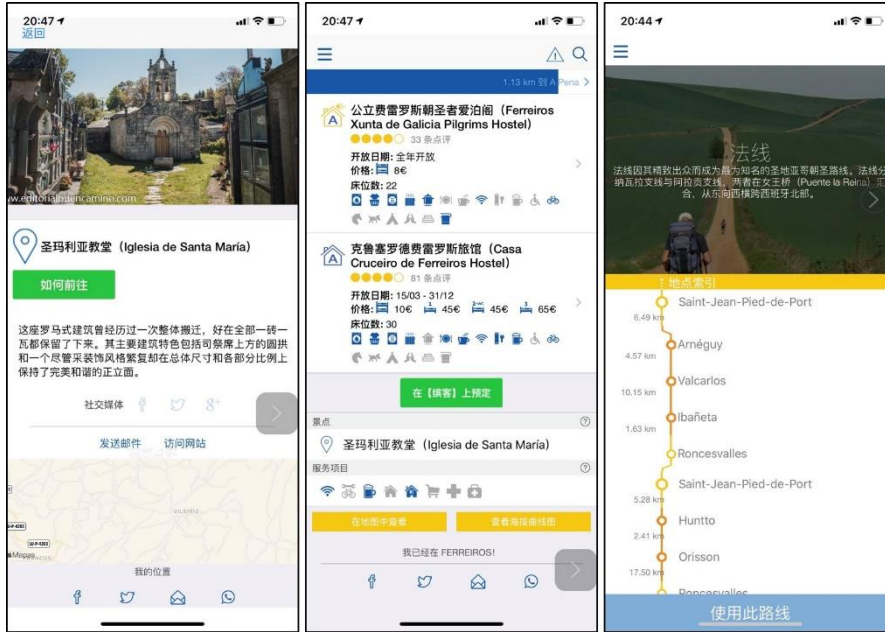 20:47
返回
www.editorialbuencamino.com
圣玛利亚教堂（Iglesia de Santa María）
如何前往
这座罗马式建筑曾经历过一次整体搬迁，好在全部一砖一
瓦都保留了下来。其主要建筑特色包括司祭席上方的圆拱
和一个尽管采装饰风格繁复却在总体尺寸和各部分比例上
保持了完美和谐的正立面。
社交媒体
发送邮件 访问网站
VILEIRIZ
Mapas
我的位置
20:47
1.13 km 到 A Pena
公立费雷罗斯朝圣者爱泊阁（Ferreiros
Xunta de Galicia Pilgrims Hostel）
33 条点评
开放日期: 全年开放
价格: 8€
床位数: 22
克鲁塞罗德费雷罗斯旅馆（Casa
Cruceiro de Ferreiros Hostel）
81 条点评
开放日期: 15/03 - 31/12
价格: 10€ 45€ 45€ 65€
床位数: 30
在【缤客】上预定
景点
圣玛利亚教堂（Iglesia de Santa María）
服务项目
在地图中查看 查看海拔曲线图
我已经在 FERREIROS!
20:44
法线
法线因其精致出众而成为最为知名的圣地亚哥朝圣路线。法线分
纳瓦拉支线与阿拉贡支线，两者在女王桥（Puente la Reina）汇
合，从东向西横跨西班牙北部。
地点索引
Saint-Jean-Pied-de-Port
6.49 km
Arnéguy
4.57 km
Valcarlos
10.15 km
Ibañeta
1.63 km
Roncesvalles
Saint-Jean-Pied-de-Port
5.28 km
Huntto
2.41 km
Orisson
17.50 km
Roncesvalles
使用此路线